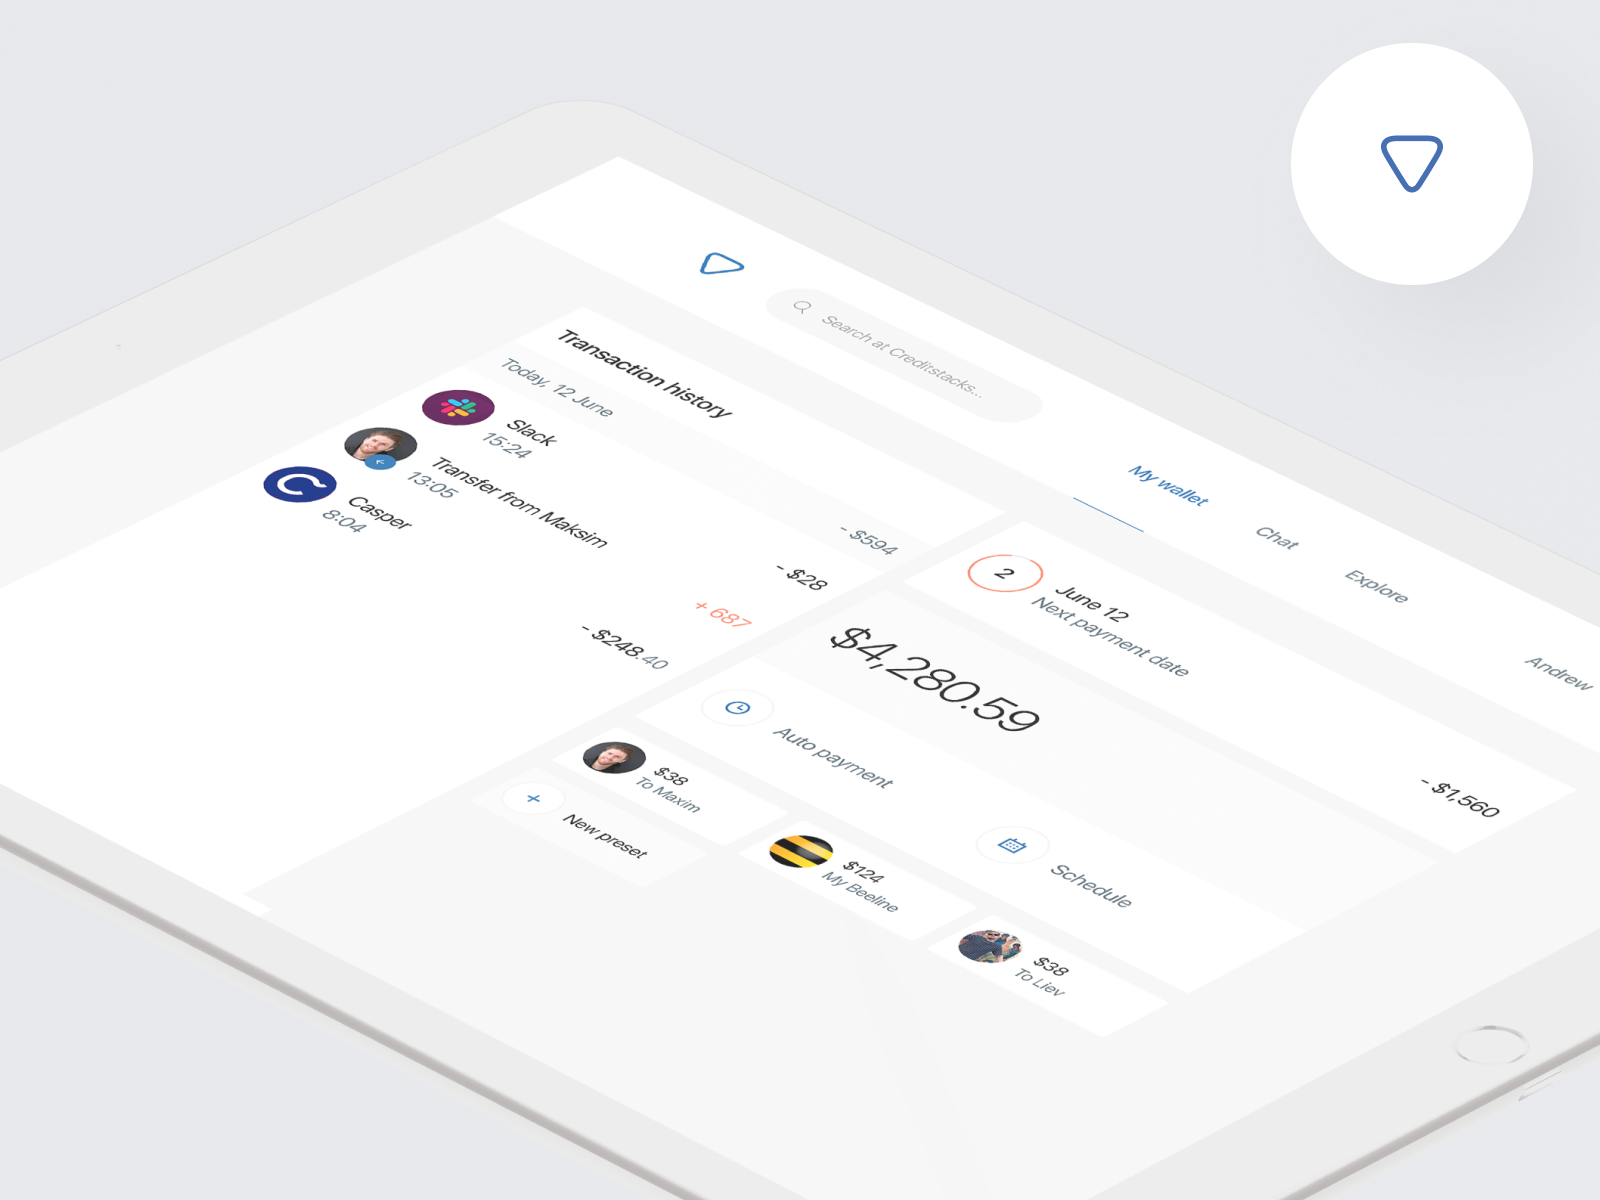 Search at Creditstacks...
My wallet
Chat
Explore
Andrew
Transaction history
Today, 12 June
- $594
Slack
15:24
- $28
Transfer from Maksim
13:05
+ 687
Casper
8:04
- $248.40
2
June 12
Next payment date
- $1,560
$4,280.59
Auto payment
Schedule
$38
To Maxim
$124
My Beeline
$38
To Liev
New preset